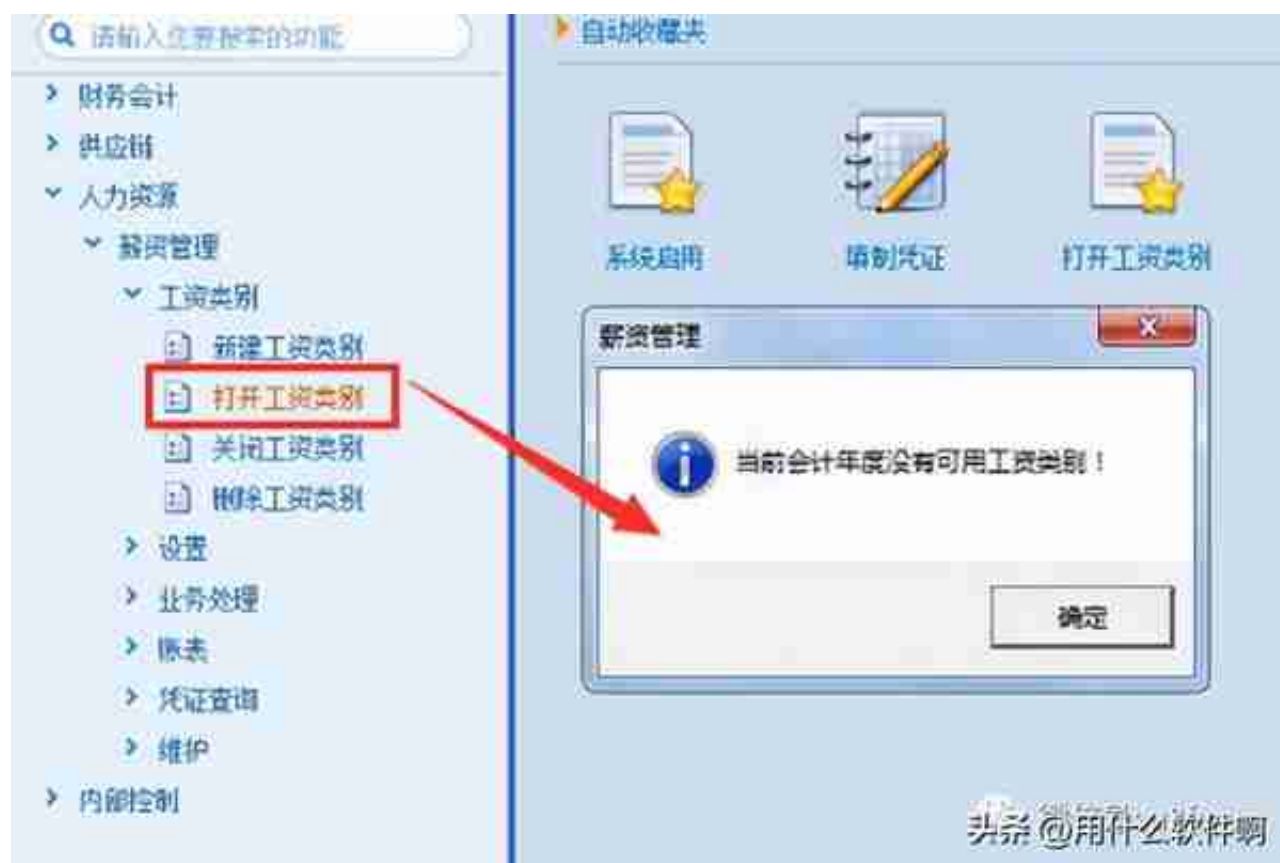 请输入您要搜索的功能
财务会计
供应链
人力资源
薪资管理
工资类别
新建工资类别
打开工资类别
关闭工资类别
删除工资类别
设置
业务处理
账表
凭证查询
维护
内部控制
自动收藏夹
系统启用
填制凭证
打开工资类别
薪资管理
当前会计年度没有可用工资类别！
确定
头条 @用什么软件啊